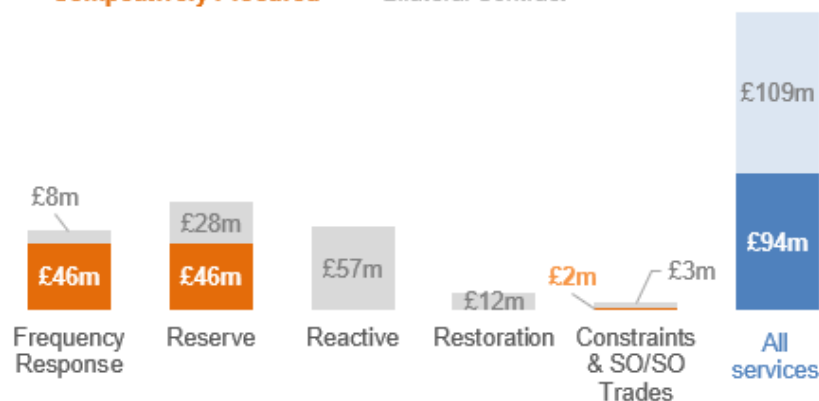 £109m
£8m
£28m
£94m
£46m
£46m
£57m
£2m
£3m
£12m
Frequency
Response
Reserve
Reactive
Restoration
Constraints
& SO/SO
Trades
All
services